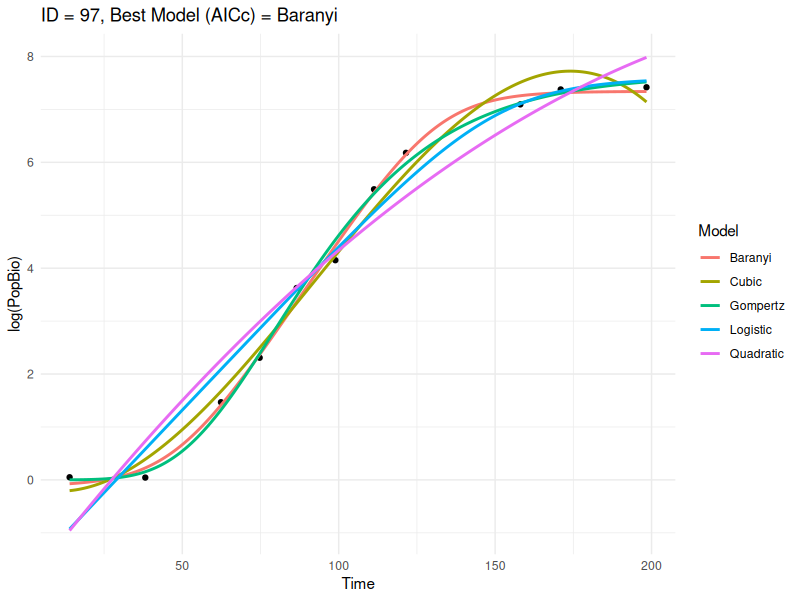 ID = 97, Best Model (AICc) = Baranyi
8
6
4
2
0
log(PopBio)
50
100
150
200
Time
Model
Baranyi
Cubic
Gompertz
Logistic
Quadratic